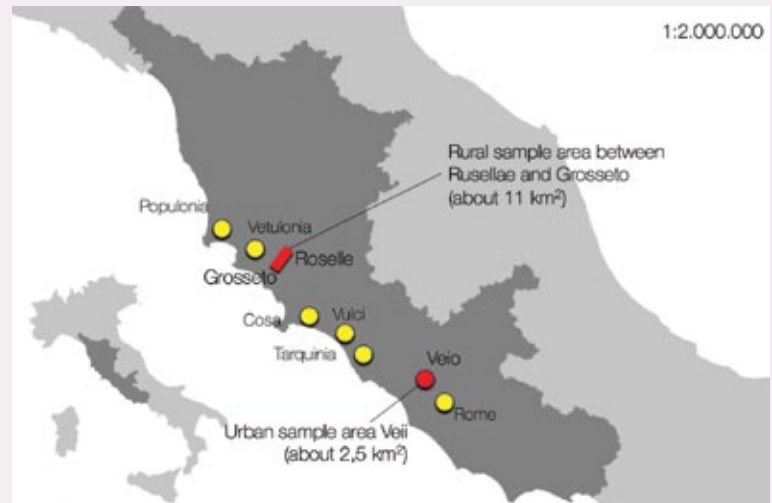 1:2.000.000
Rural sample area between
Rusellae and Grosseto
(about 11 km²)
Populonia
Vetulonia
Roselle
Grosseto
Cosa
Vulci
Tarquinia
Veio
Rome
Urban sample area Veii
(about 2,5 km²)